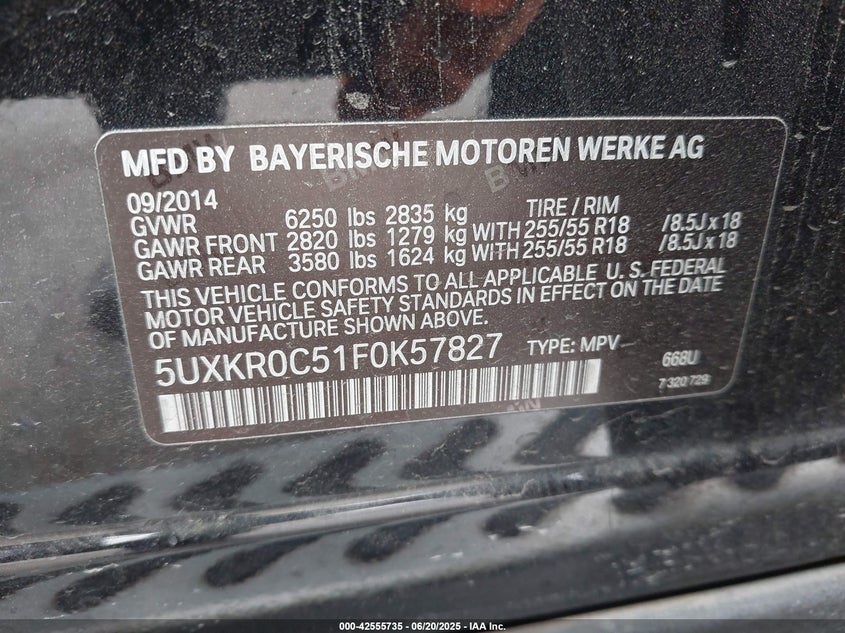 MFD BY BAYERISCHE MOTOREN WERKE AG
09/2014 TIRE / RIM
GVWR 6250 lbs 2835 kg
GAWR FRONT 2820 lbs 1279 kg WITH 255/55 R18 /8.5J x 18
GAWR REAR 3580 lbs 1624 kg WITH 255/55 R18 /8.5J x 18
THIS VEHICLE CONFORMS TO ALL APPLICABLE U.S. FEDERAL
MOTOR VEHICLE SAFETY STANDARDS IN EFFECT ON THE DATE
OF MANUFACTURE SHOWN ABOVE.
5UXKR0C51F0K57827 TYPE: MPV 668U
7 320 729
000-42555735 - 06/20/2025 - IAA Inc.